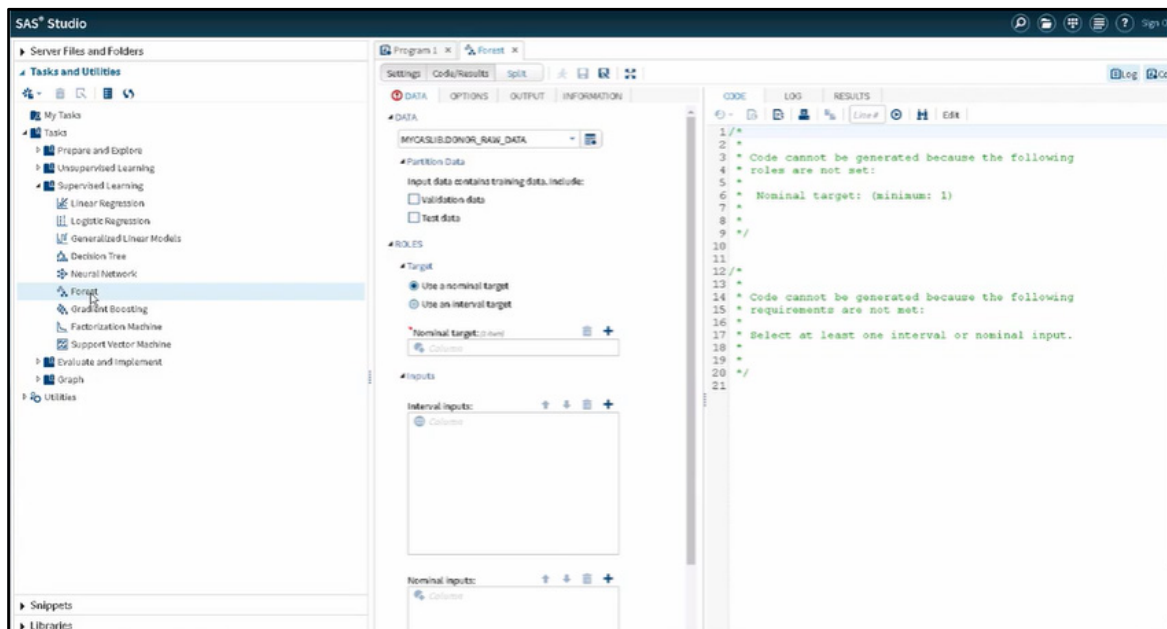 SAS® Studio
Sign O
Server Files and Folders
Tasks and Utilities
My Tasks
Tasks
Prepare and Explore
Unsupervised Learning
Supervised Learning
Linear Regression
Logistic Regression
Generalized Linear Models
Decision Tree
Neural Network
Forest
Gradient Boosting
Factorization Machine
Support Vector Machine
Evaluate and Implement
Graph
Utilities
Snippets
Libraries
Program 1
Forest
Settings
Code/Results
Split
Log
Co
DATA
OPTIONS
OUTPUT
INFORMATION
DATA
MYCASLIB.DONOR_RAW_DATA
Partition Data
Input data contains training data. Include:
Validation data
Test data
ROLES
Target
Use a nominal target
Use an interval target
*Nominal target: (1 item)
Column
Inputs
Interval inputs:
Column
Nominal inputs:
Column
CODE
LOG
RESULTS
Line #
Edit
1 /*
2 *
3 * Code cannot be generated because the following
4 * roles are not set:
5 *
6 * Nominal target: (minimum: 1)
7 *
8 *
9 */
10
11
12 /*
13 *
14 * Code cannot be generated because the following
15 * requirements are not met:
16 *
17 * Select at least one interval or nominal input.
18 *
19 *
20 */
21